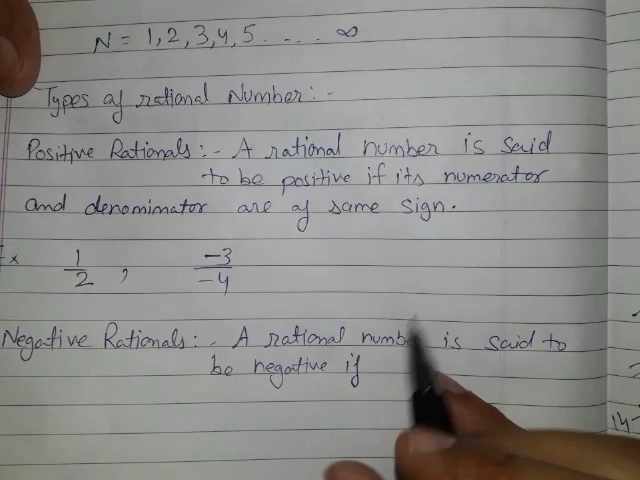 N = 1, 2, 3, 4, 5 . . . . . ∞
Types of rational Number :-
Positive Rationals :- A rational number is said
to be positive if its numerator
and denominator are of same sign.
Ex 1/2 , -3/-4
Negative Rationals :- A rational number is said to
be negative if
14